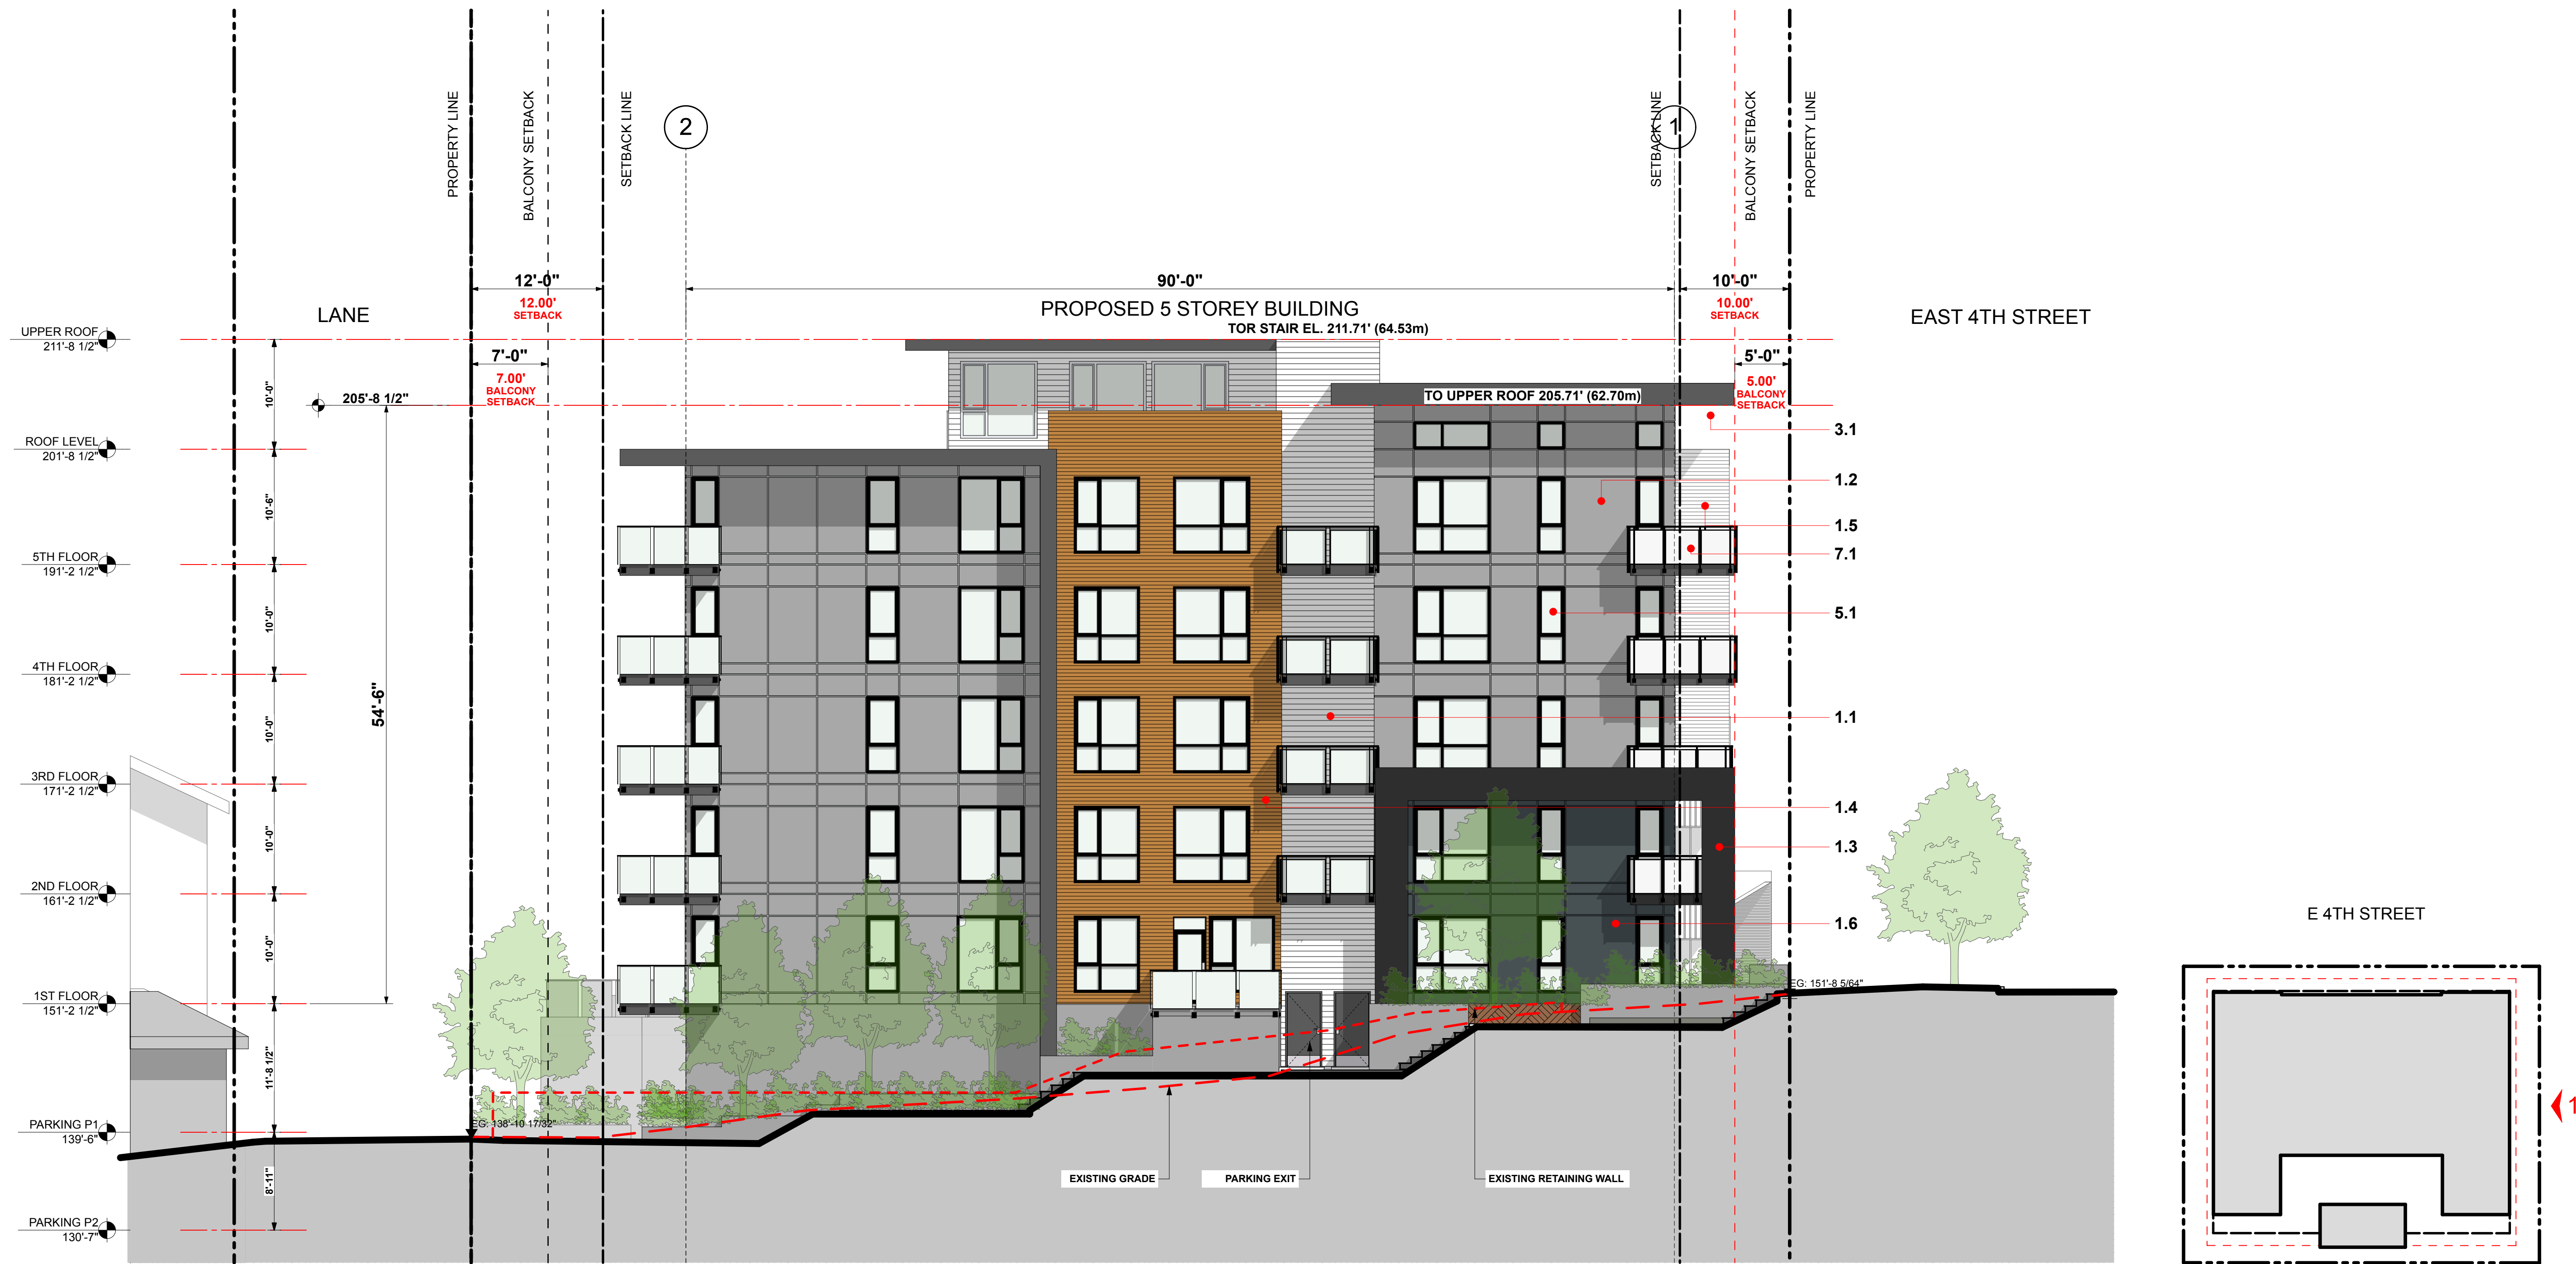 PROPERTY LINE
BALCONY SETBACK
SETBACK LINE
2
SETBACK LINE
1
BALCONY SETBACK
PROPERTY LINE
12'-0"
12.00'
SETBACK
90'-0"
10'-0"
10.00'
SETBACK
LANE
PROPOSED 5 STOREY BUILDING
TOR STAIR EL. 211.71' (64.53m)
EAST 4TH STREET
UPPER ROOF
211'-8 1/2"
7'-0"
7.00'
BALCONY
SETBACK
5'-0"
5.00'
BALCONY
SETBACK
10'-0"
205'-8 1/2"
TO UPPER ROOF 205.71' (62.70m)
3.1
ROOF LEVEL
201'-8 1/2"
1.2
10'-6"
1.5
7.1
5TH FLOOR
191'-2 1/2"
10'-0"
5.1
4TH FLOOR
181'-2 1/2"
54'-6"
10'-0"
1.1
3RD FLOOR
171'-2 1/2"
1.4
10'-0"
1.3
2ND FLOOR
161'-2 1/2"
1.6
E 4TH STREET
10'-0"
1ST FLOOR
151'-2 1/2"
EG: 151'-8 5/64"
11'-8 1/2"
PARKING P1
139'-6"
EG: 138'-10 17/32"
1
8'-11"
EXISTING GRADE
PARKING EXIT
EXISTING RETAINING WALL
PARKING P2
130'-7"